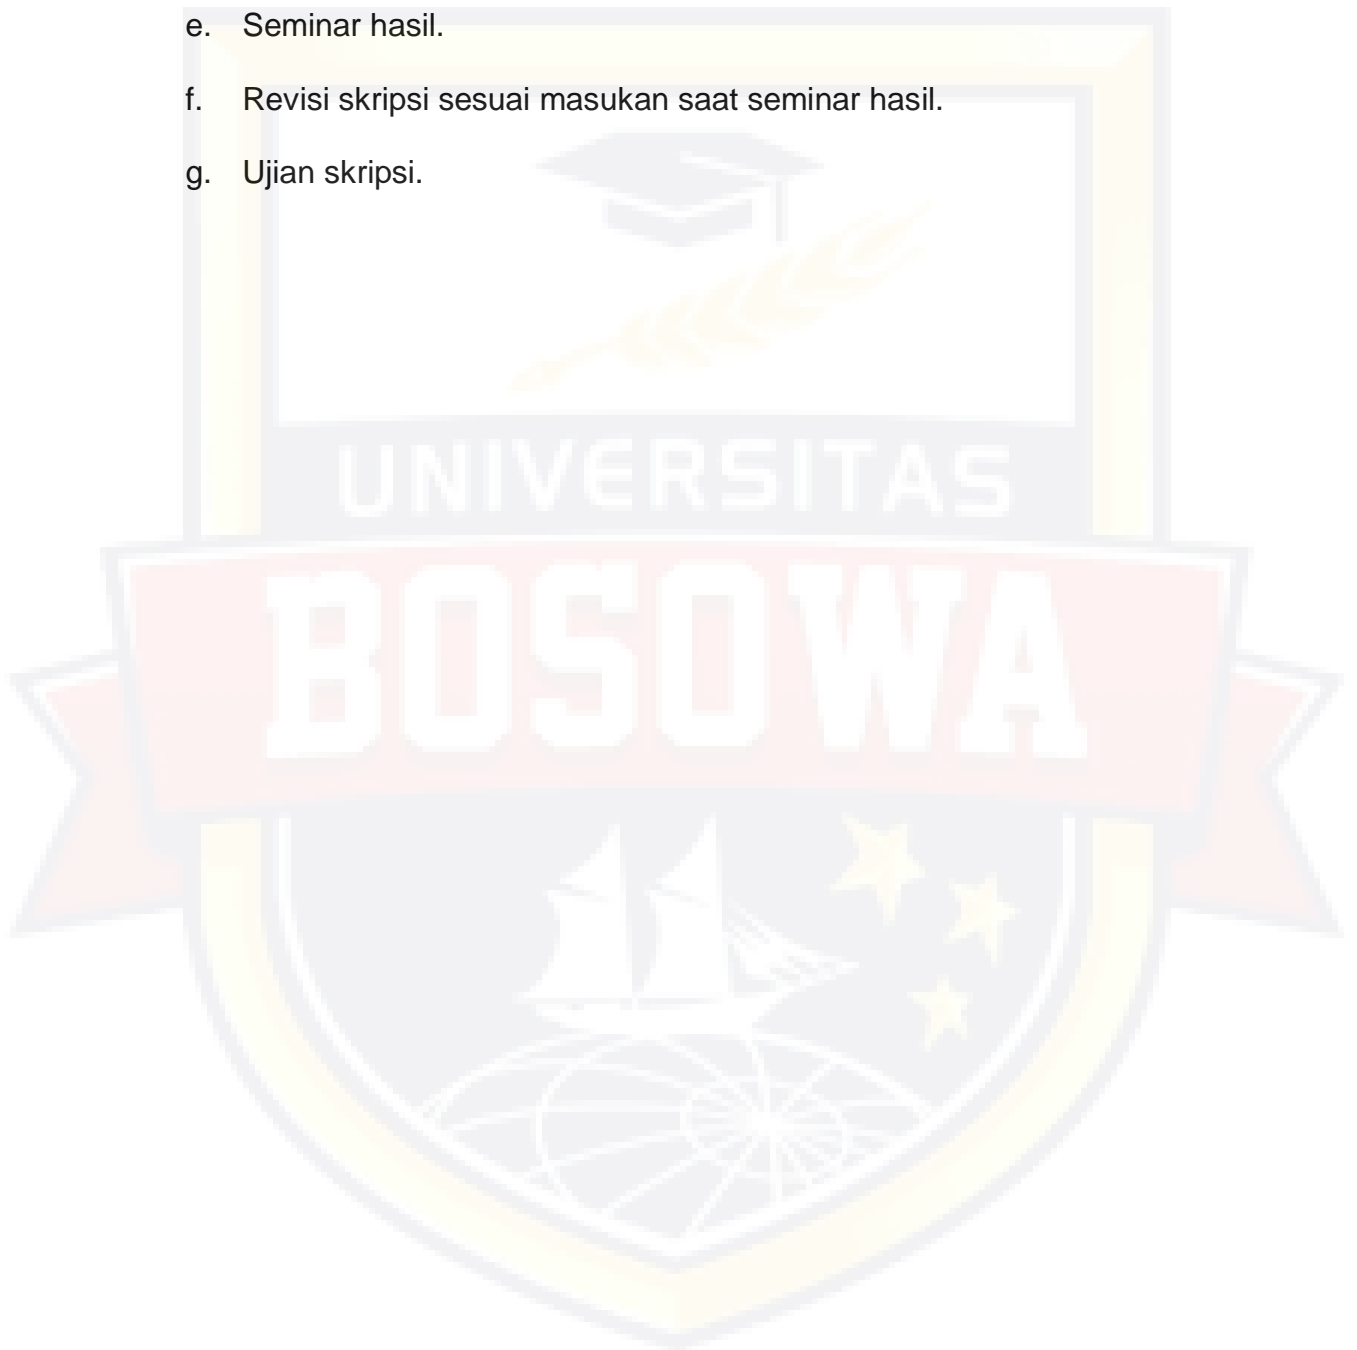 e. Seminar hasil.
f. Revisi skripsi sesuai masukan saat seminar hasil.
g. Ujian skripsi.
UNIVERSITAS
BOSOWA